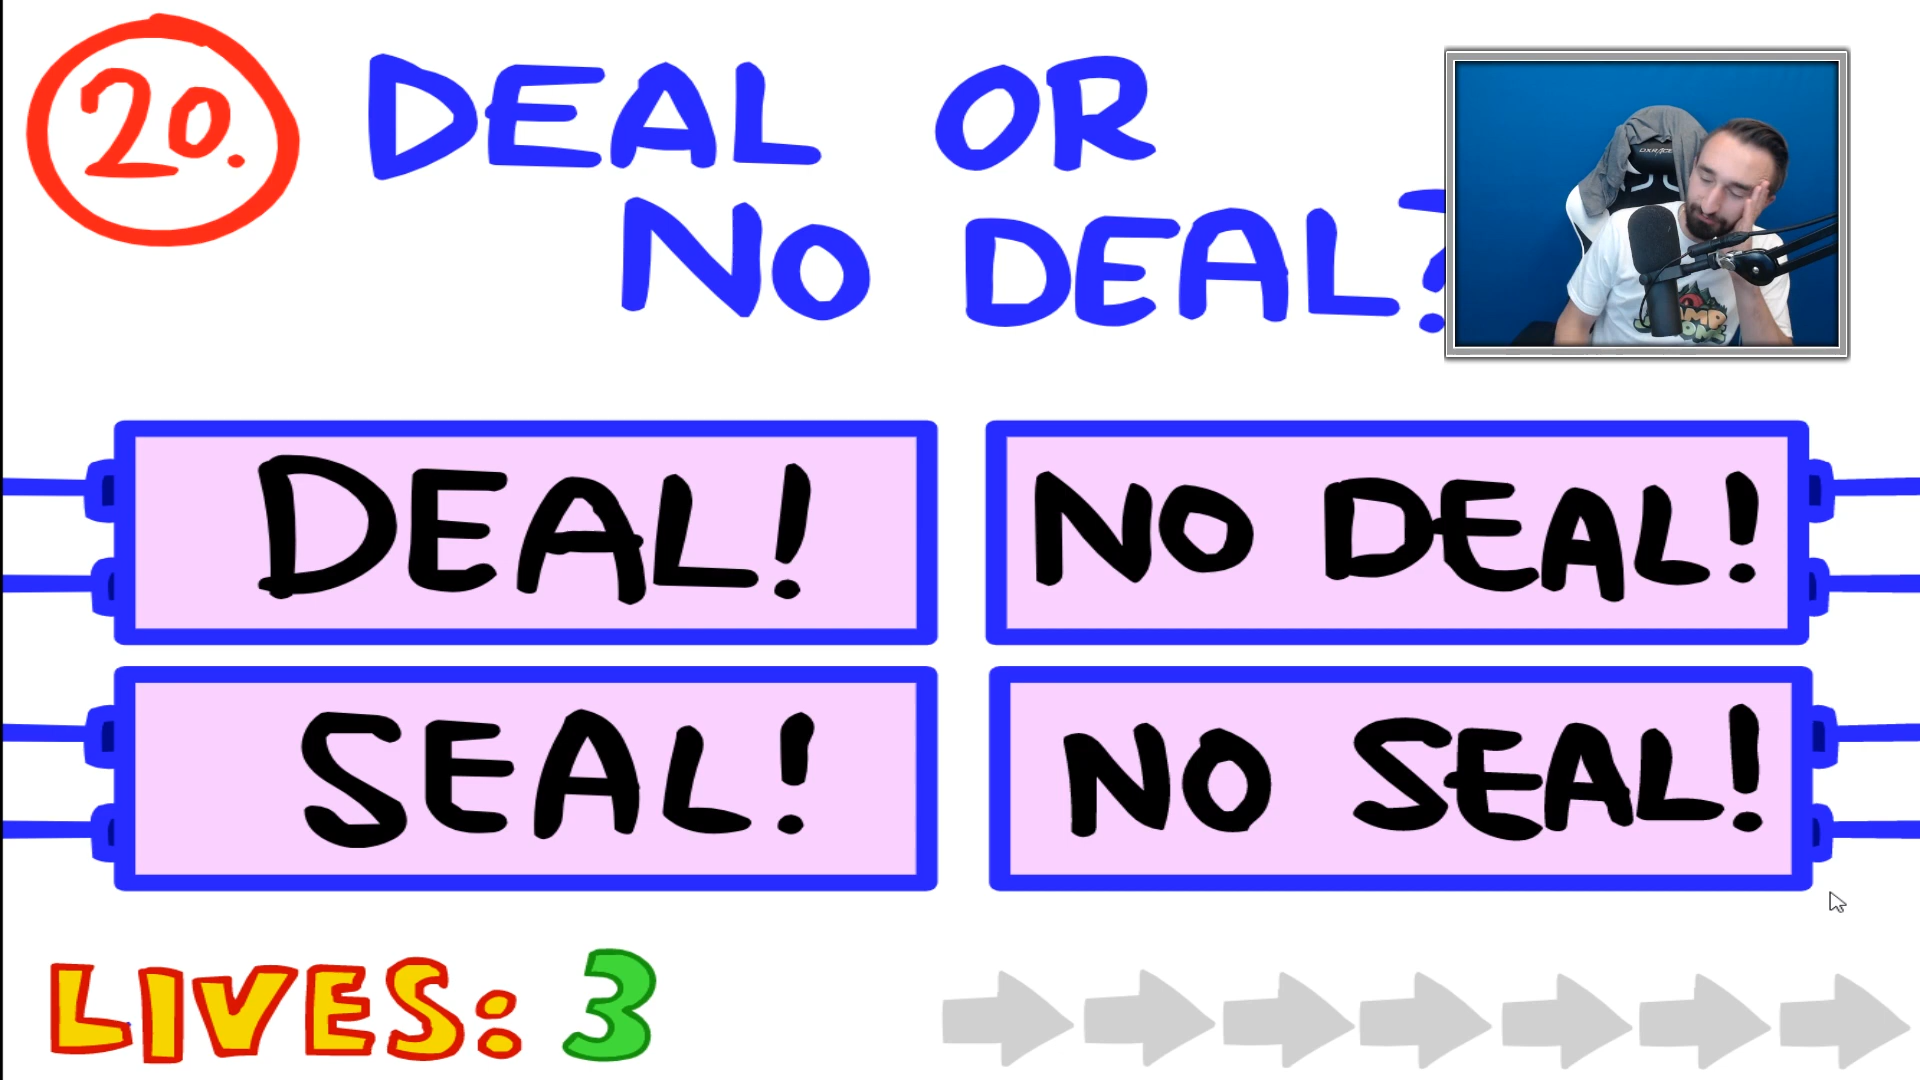 20.
DEAL OR
NO DEAL?
DEAL!
NO DEAL!
SEAL!
NO SEAL!
LIVES: 3